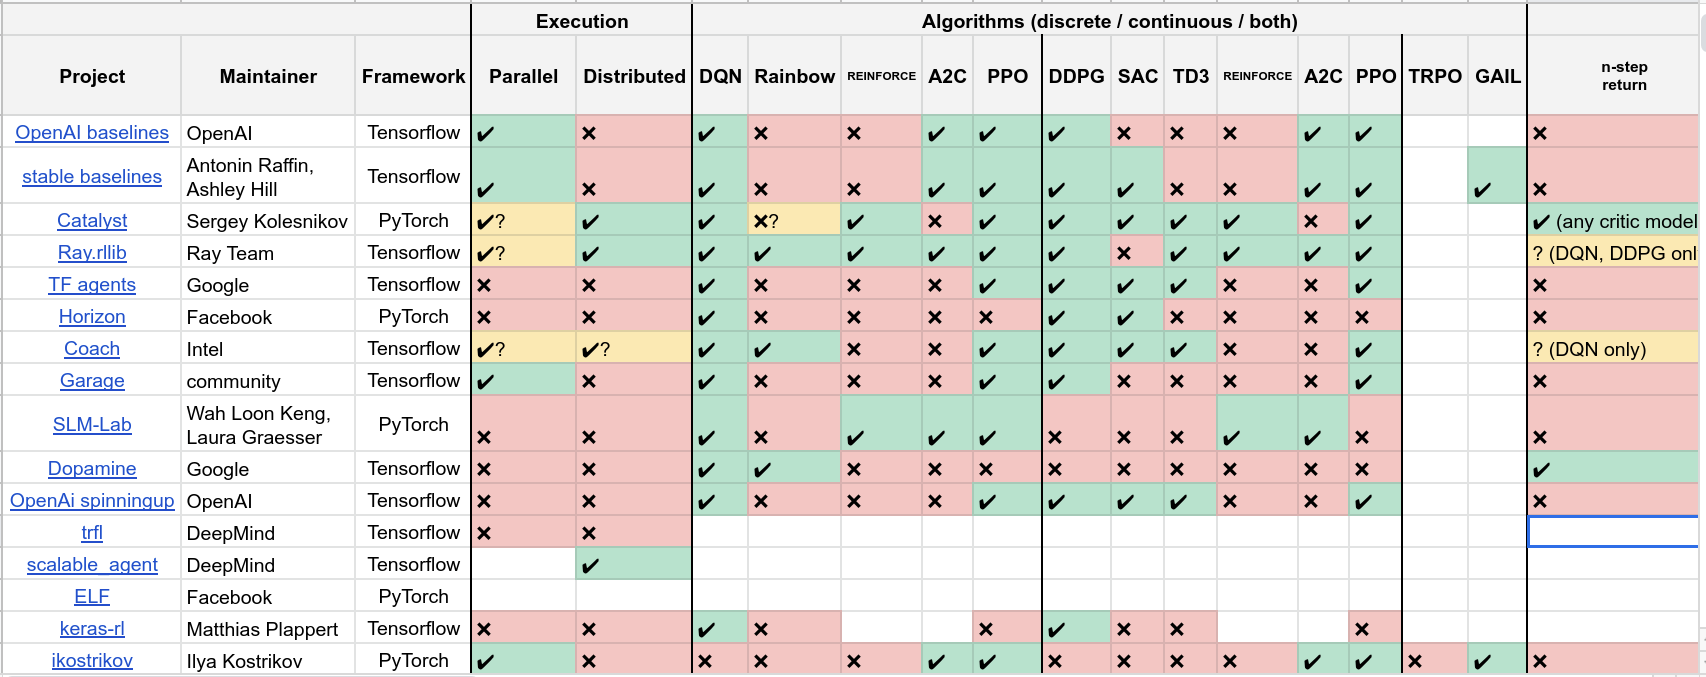 Execution Algorithms (discrete / continuous / both)
Project Maintainer Framework Parallel Distributed DQN Rainbow REINFORCE A2C PPO DDPG SAC TD3 REINFORCE A2C PPO TRPO GAIL n-step
return
OpenAI baselines OpenAI Tensorflow ✔ ✖ ✔ ✖ ✖ ✔ ✔ ✔ ✖ ✖ ✖ ✔ ✔ ✖
stable baselines Antonin Raffin,
Ashley Hill Tensorflow ✔ ✖ ✔ ✖ ✖ ✔ ✔ ✔ ✔ ✖ ✖ ✔ ✔ ✔ ✖
Catalyst Sergey Kolesnikov PyTorch ✔? ✔ ✔ ✖? ✔ ✖ ✔ ✔ ✔ ✔ ✔ ✖ ✔ ✔ (any critic model
Ray.rllib Ray Team Tensorflow ✔? ✔ ✔ ✔ ✔ ✔ ✔ ✔ ✖ ✔ ✔ ✔ ✔ ? (DQN, DDPG onl
TF agents Google Tensorflow ✖ ✖ ✔ ✖ ✖ ✖ ✔ ✔ ✔ ✔ ✖ ✖ ✔ ✖
Horizon Facebook PyTorch ✖ ✖ ✔ ✖ ✖ ✖ ✖ ✔ ✔ ✖ ✖ ✖ ✖ ✖
Coach Intel Tensorflow ✔? ✔? ✔ ✔ ✖ ✖ ✔ ✔ ✔ ✔ ✖ ✖ ✔ ? (DQN only)
Garage community Tensorflow ✔ ✖ ✔ ✖ ✖ ✖ ✔ ✔ ✖ ✖ ✖ ✖ ✔ ✖
SLM-Lab Wah Loon Keng,
Laura Graesser PyTorch ✖ ✖ ✔ ✖ ✔ ✔ ✔ ✖ ✖ ✖ ✔ ✔ ✖ ✖
Dopamine Google Tensorflow ✖ ✖ ✔ ✔ ✖ ✖ ✖ ✖ ✖ ✖ ✖ ✖ ✖ ✔
OpenAi spinningup OpenAI Tensorflow ✖ ✖ ✔ ✖ ✖ ✖ ✔ ✔ ✔ ✔ ✖ ✖ ✔ ✖
trfl DeepMind Tensorflow ✖ ✖
scalable_agent DeepMind Tensorflow ✔
ELF Facebook PyTorch
keras-rl Matthias Plappert Tensorflow ✖ ✖ ✔ ✖ ✖ ✔ ✖ ✖ ✖
ikostrikov Ilya Kostrikov PyTorch ✔ ✖ ✖ ✖ ✖ ✔ ✔ ✖ ✖ ✖ ✖ ✔ ✔ ✖ ✔ ✖